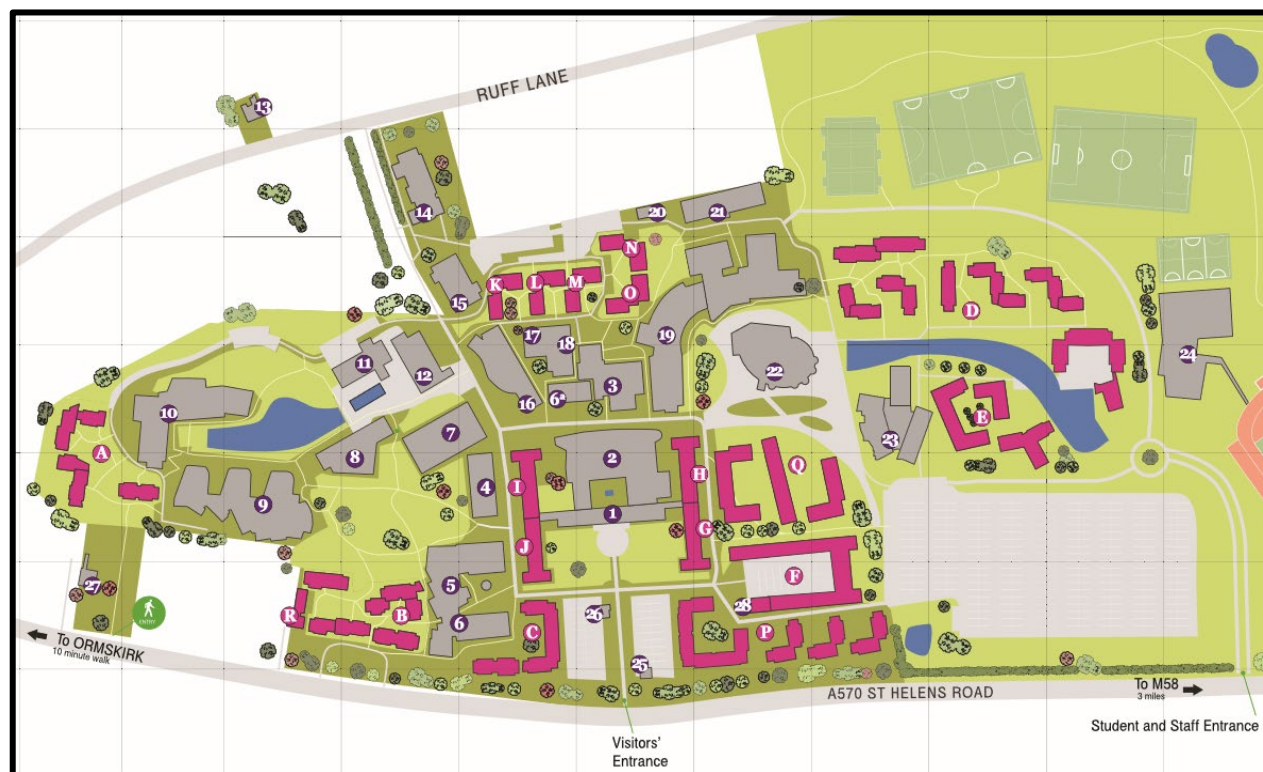 RUFF LANE
13
14
20
21
N
K
L
M
O
15
D
17
18
19
11
12
3
22
24
16
6a
10
E
7
23
A
8
2
H
Q
4
I
9
1
G
J
5
F
27
R
B
28
26
6
C
P
ENTRY
To ORMSKIRK
10 minute walk
25
A570 ST HELENS ROAD
To M58
3 miles
Student and Staff Entrance
Visitors'
Entrance